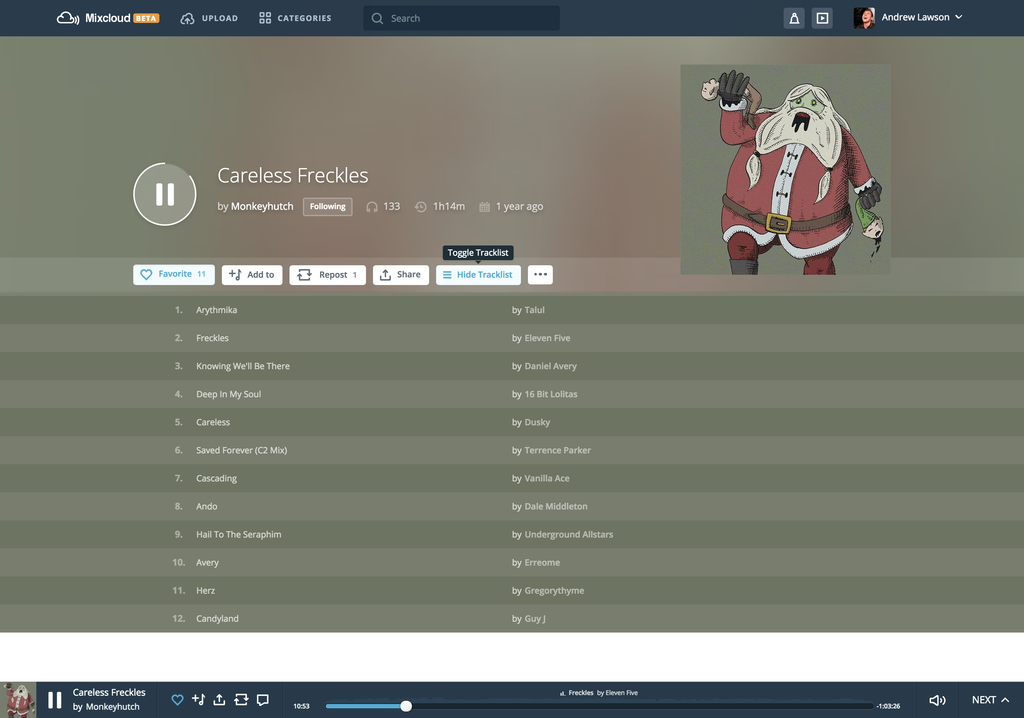 Mixcloud BETA UPLOAD CATEGORIES Search Andrew Lawson
Careless Freckles
by Monkeyhutch Following 133 1h14m 1 year ago
Toggle Tracklist
Favorite 11 Add to Repost 1 Share Hide Tracklist
1. Arythmika by Talul
2. Freckles by Eleven Five
3. Knowing We'll Be There by Daniel Avery
4. Deep In My Soul by 16 Bit Lolitas
5. Careless by Dusky
6. Saved Forever (C2 Mix) by Terrence Parker
7. Cascading by Vanilla Ace
8. Ando by Dale Middleton
9. Hail To The Seraphim by Underground Allstars
10. Avery by Erreome
11. Herz by Gregorythyme
12. Candyland by Guy J
Careless Freckles
by Monkeyhutch
10:53
Freckles by Eleven Five
-1:03:26
NEXT